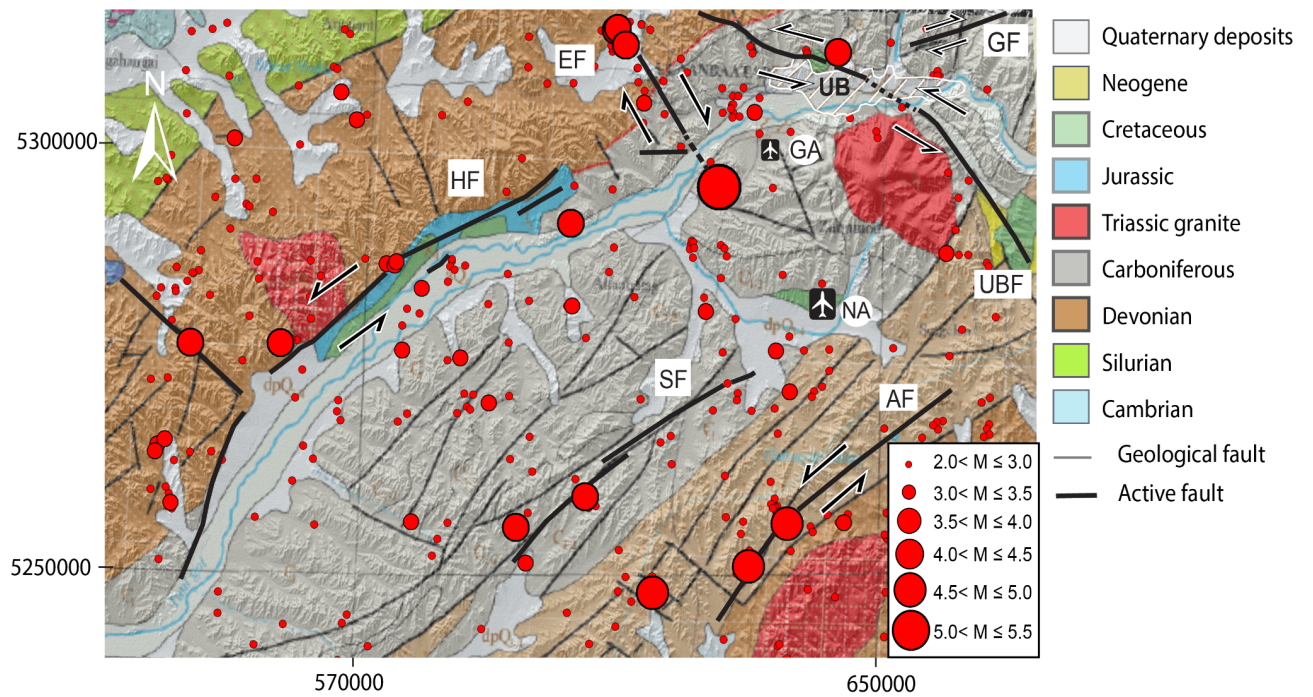 EF
UB
GF
N
5300000
GA
HF
UBF
NA
dpQ
SF
AF
dpQ
dpQ
5250000
570000
650000
Quaternary deposits
Neogene
Cretaceous
Jurassic
Triassic granite
Carboniferous
Devonian
Silurian
Cambrian
Geological fault
Active fault
2.0< M ≤ 3.0
3.0< M ≤ 3.5
3.5< M ≤ 4.0
4.0< M ≤ 4.5
4.5< M ≤ 5.0
5.0< M ≤ 5.5